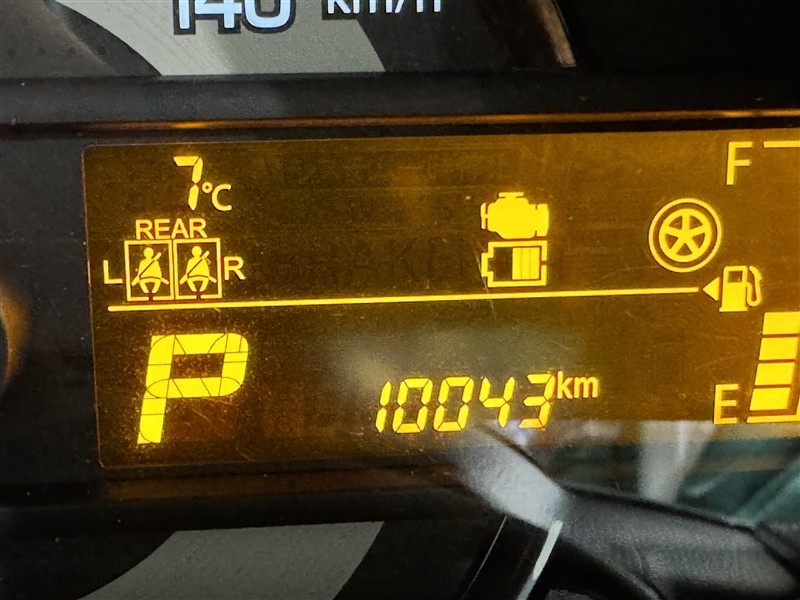 140 km/h
7°C
F
REAR
L R
P
10043km
E